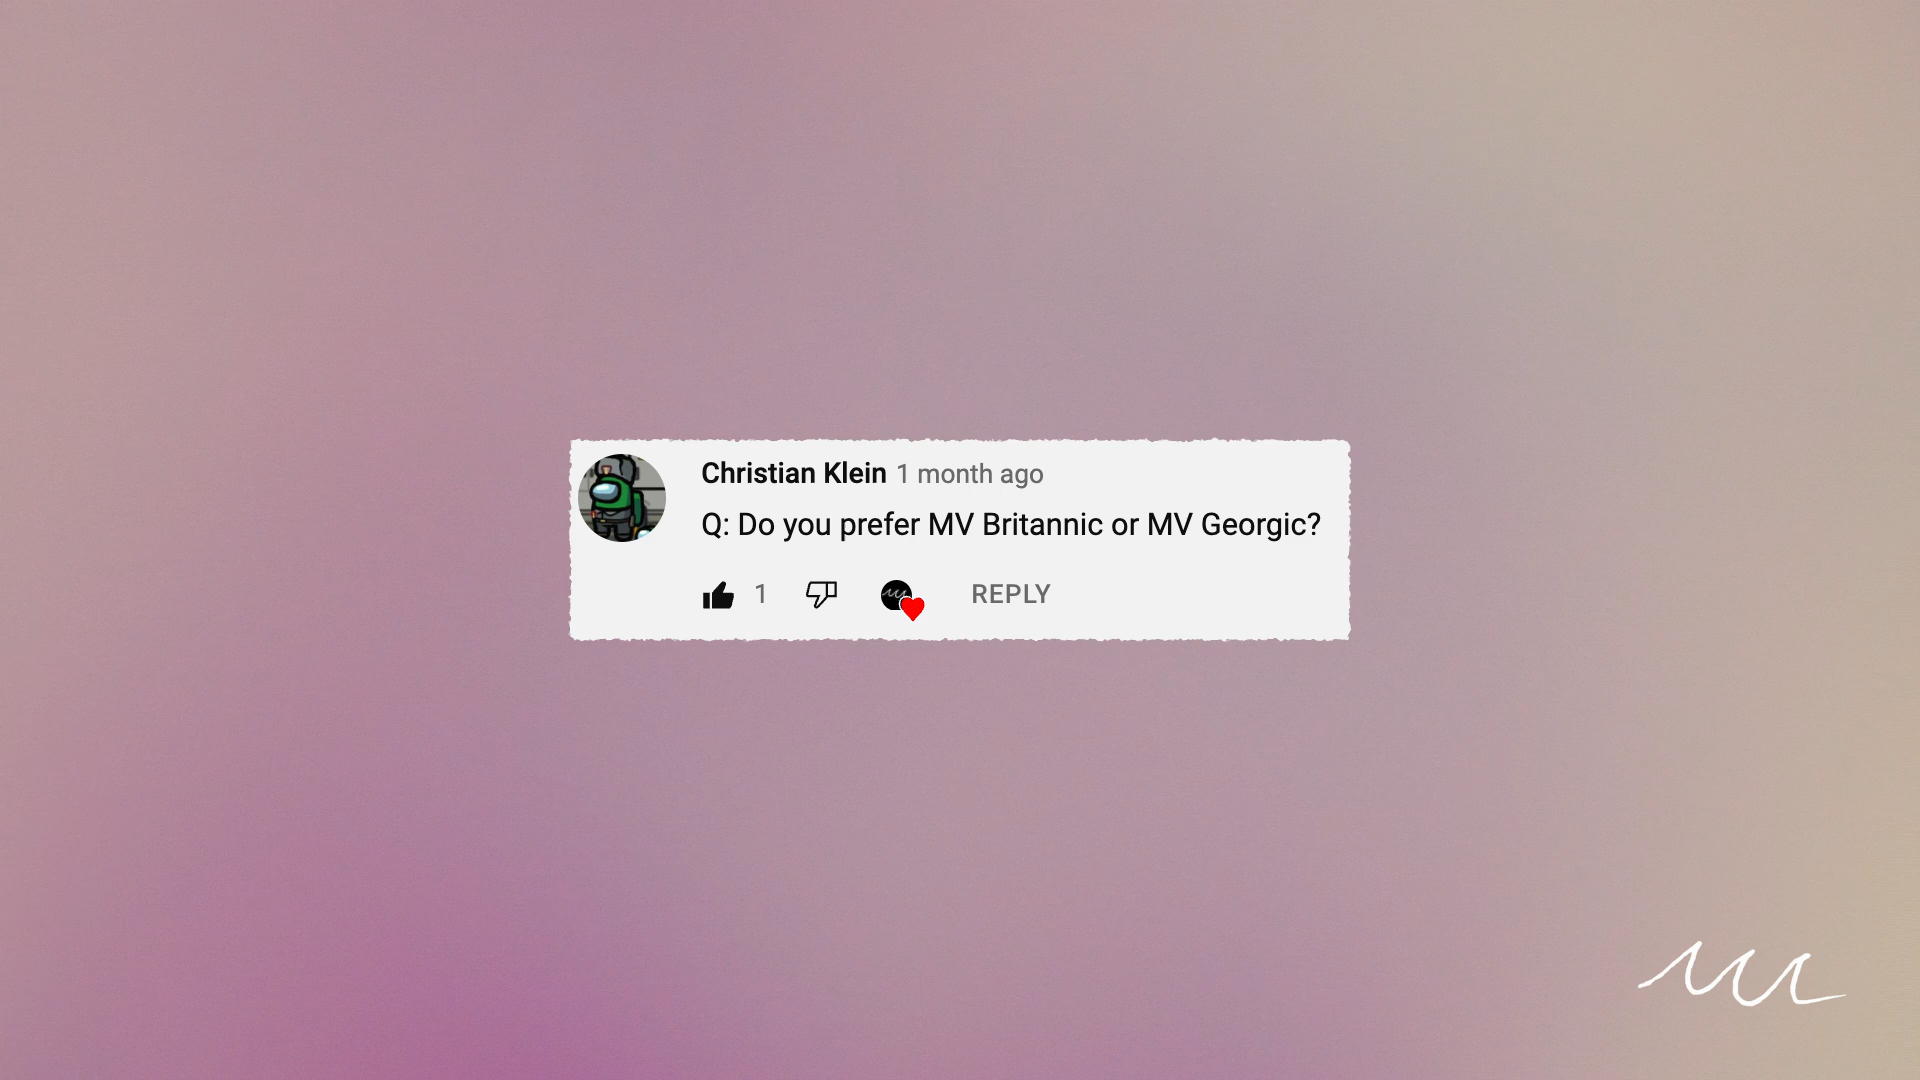 Christian Klein 1 month ago
Q: Do you prefer MV Britannic or MV Georgic?
1 REPLY